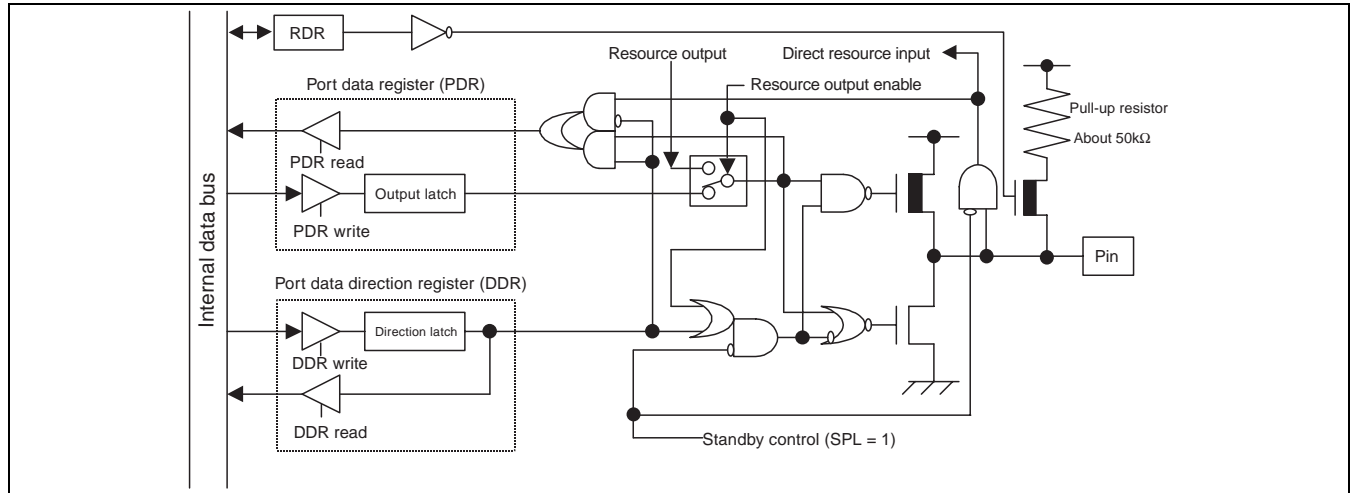 RDR
Resource output
Direct resource input
Port data register (PDR)
Resource output enable
Pull-up resistor
About 50kΩ
PDR read
Output latch
PDR write
Internal data bus
Pin
Port data direction register (DDR)
Direction latch
DDR write
DDR read
Standby control (SPL = 1)